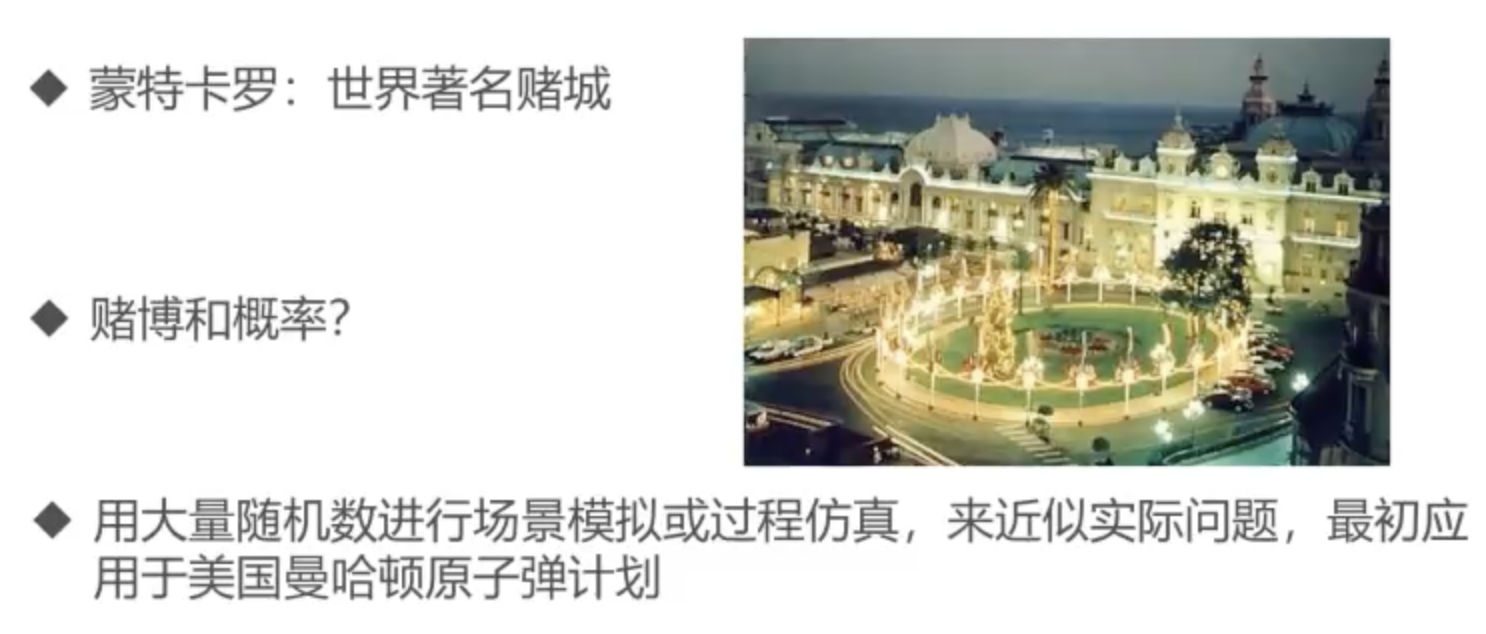 蒙特卡罗：世界著名赌城
赌博和概率？
用大量随机数进行场景模拟或过程仿真，来近似实际问题，最初应
用于美国曼哈顿原子弹计划